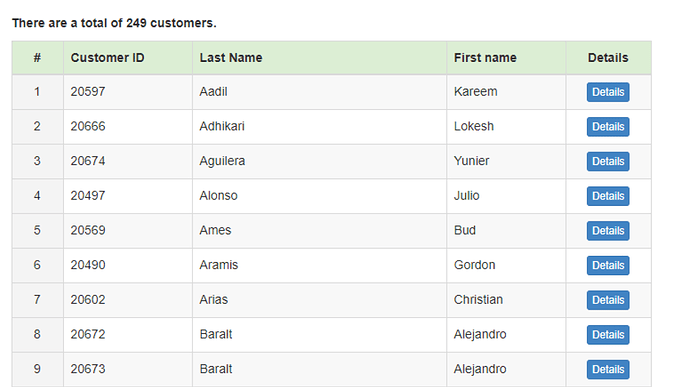 There are a total of 249 customers.
# Customer ID Last Name First name Details
1 20597 Aadil Kareem Details
2 20666 Adhikari Lokesh Details
3 20674 Aguilera Yunier Details
4 20497 Alonso Julio Details
5 20569 Ames Bud Details
6 20490 Aramis Gordon Details
7 20602 Arias Christian Details
8 20672 Baralt Alejandro Details
9 20673 Baralt Alejandro Details